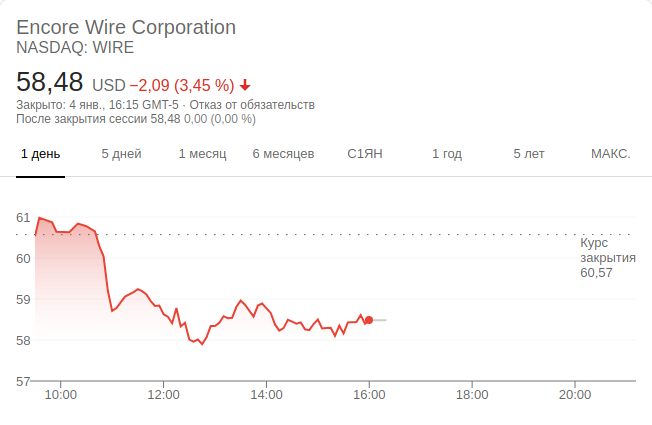 Encore Wire Corporation
NASDAQ: WIRE
58,48 USD −2,09 (3,45 %)
Закрыто: 4 янв., 16:15 GMT-5 · Отказ от обязательств
После закрытия сессии 58,48 0,00 (0,00 %)
1 день 5 дней 1 месяц 6 месяцев С1ЯН 1 год 5 лет МАКС.
61
Курс
закрытия
60,57
60
59
58
57
10:00 12:00 14:00 16:00 18:00 20:00